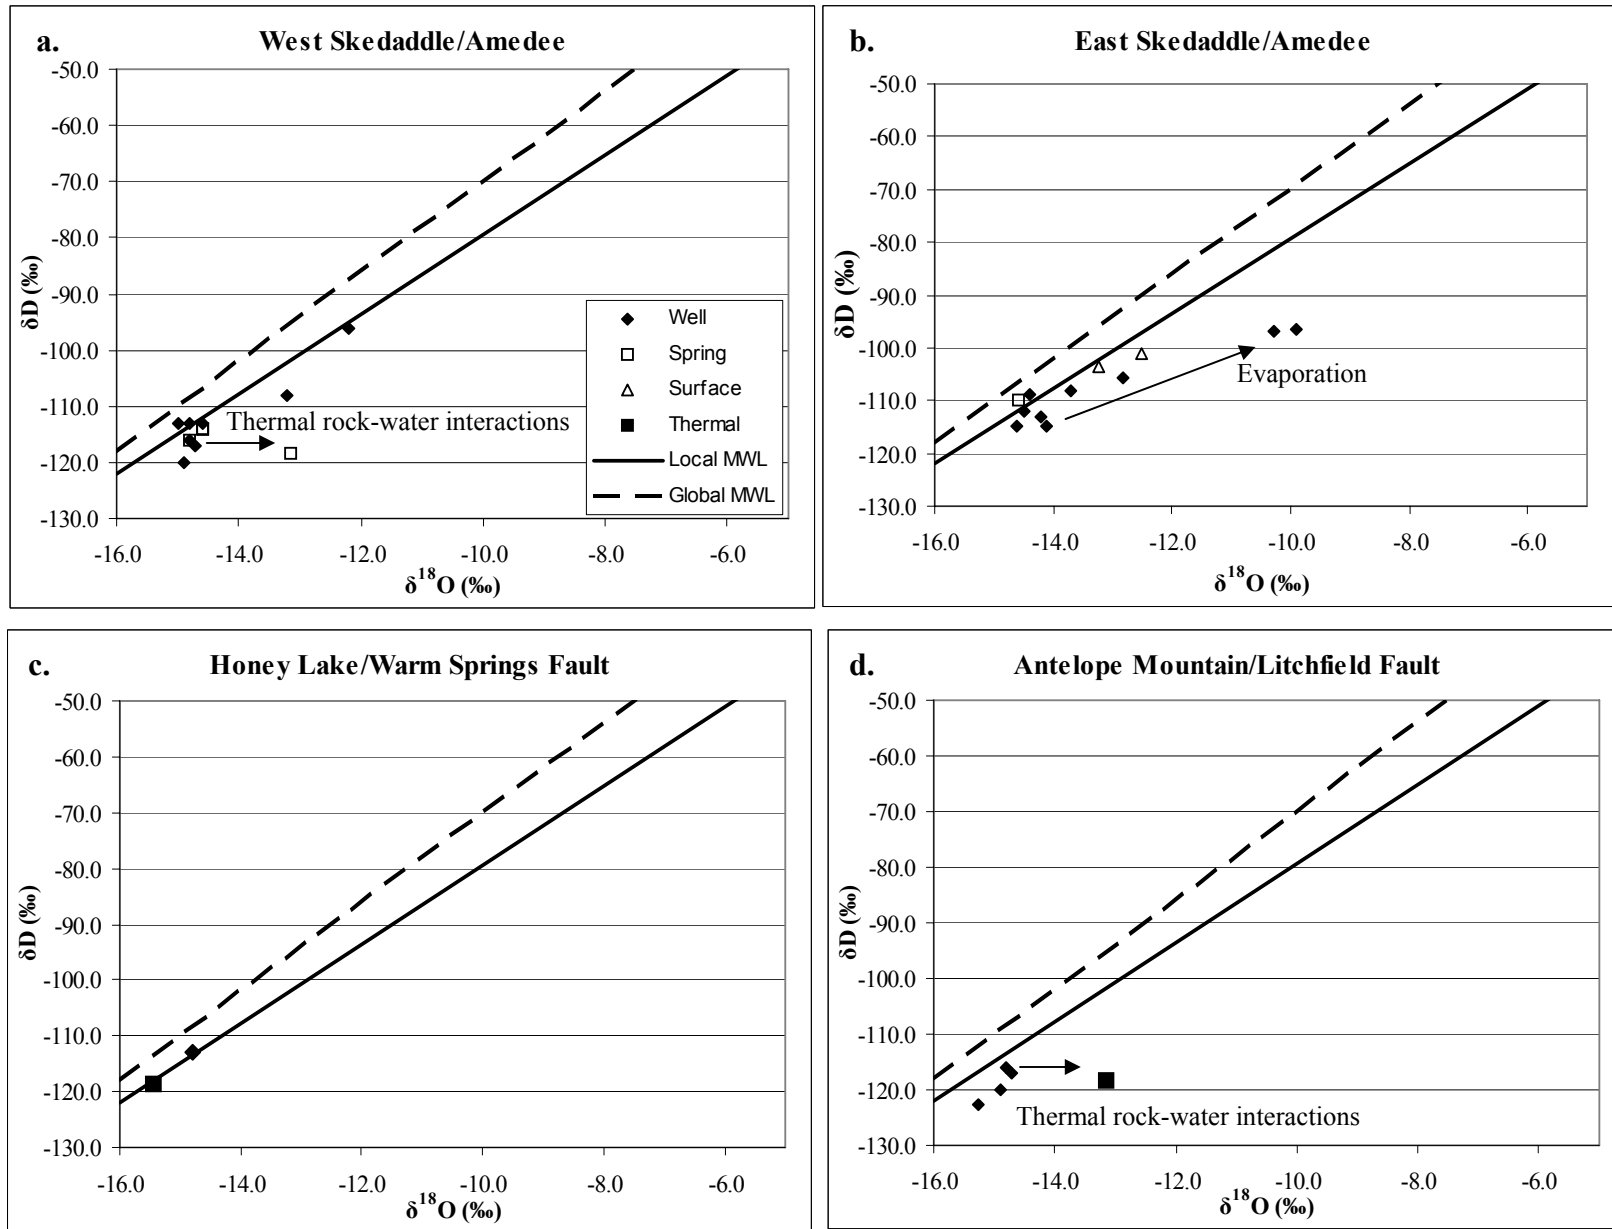 a.
West Skedaddle/Amedee
-50.0
-60.0
-70.0
-80.0
-90.0
-100.0
-110.0
-120.0
-130.0
δD (‰)
Well
Spring
Surface
Thermal
Local MWL
Global MWL
Thermal rock-water interactions
-16.0 -14.0 -12.0 -10.0 -8.0 -6.0
δ18O (‰)
b.
East Skedaddle/Amedee
-50.0
-60.0
-70.0
-80.0
-90.0
-100.0
-110.0
-120.0
-130.0
δD (‰)
Evaporation
-16.0 -14.0 -12.0 -10.0 -8.0 -6.0
δ18O (‰)
c.
Honey Lake/Warm Springs Fault
-50.0
-60.0
-70.0
-80.0
-90.0
-100.0
-110.0
-120.0
-130.0
δD (‰)
-16.0 -14.0 -12.0 -10.0 -8.0 -6.0
δ18O (‰)
d.
Antelope Mountain/Litchfield Fault
-50.0
-60.0
-70.0
-80.0
-90.0
-100.0
-110.0
-120.0
-130.0
δD (‰)
Thermal rock-water interactions
-16.0 -14.0 -12.0 -10.0 -8.0 -6.0
δ18O (‰)